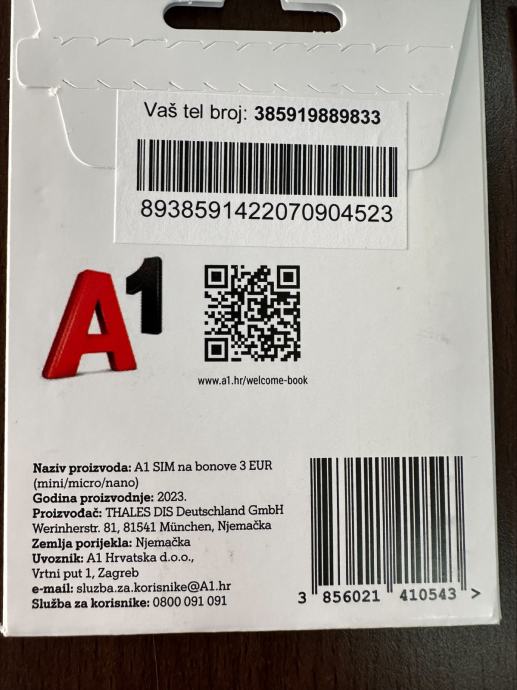 Vaš tel broj: 385919889833
8938591422070904523
A1
www.a1.hr/welcome-book
Naziv proizvoda: A1 SIM na bonove 3 EUR
(mini/micro/nano)
Godina proizvodnje: 2023.
Proizvođač: THALES DIS Deutschland GmbH
Werinherstr. 81, 81541 München, Njemačka
Zemlja porijekla: Njemačka
Uvoznik: A1 Hrvatska d.o.o.,
Vrtni put 1, Zagreb
e-mail: sluzba.za.korisnike@A1.hr
Služba za korisnike: 0800 091 091
3 856021 410543 >